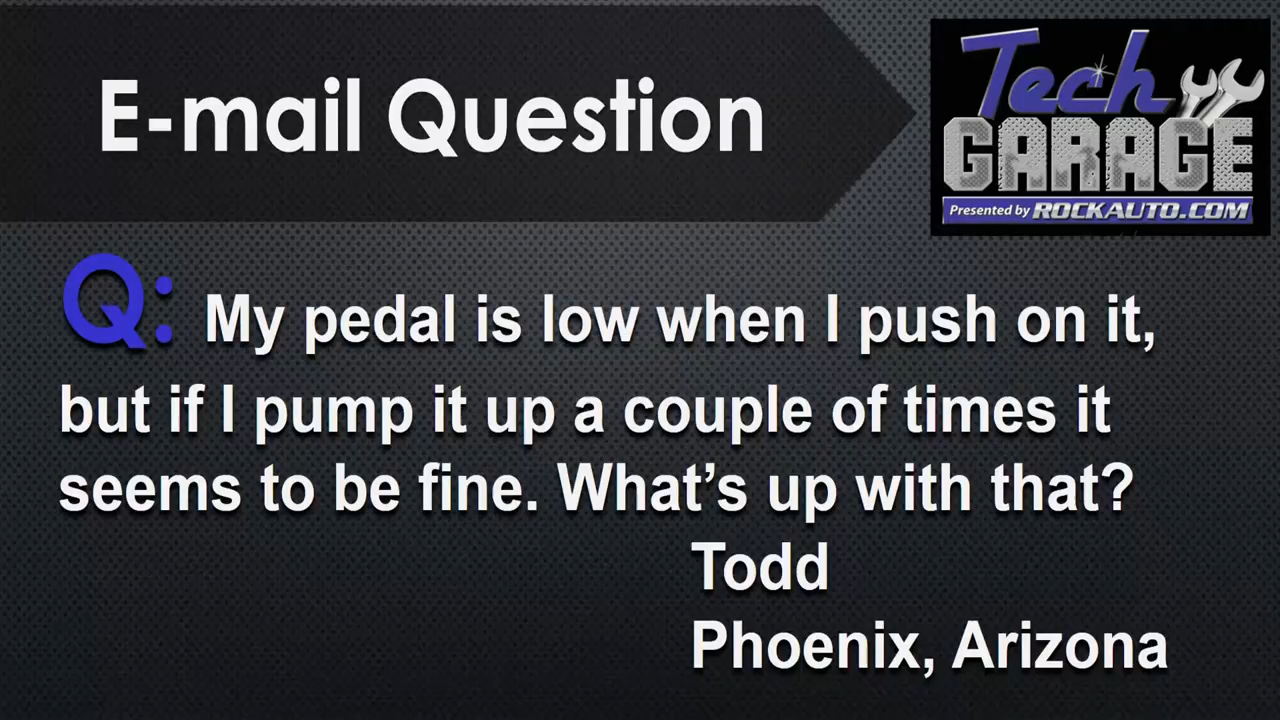 E-mail Question
Tech
GARAGE
Presented by ROCKAUTO.COM
Q: My pedal is low when I push on it,
but if I pump it up a couple of times it
seems to be fine. What’s up with that?
Todd
Phoenix, Arizona